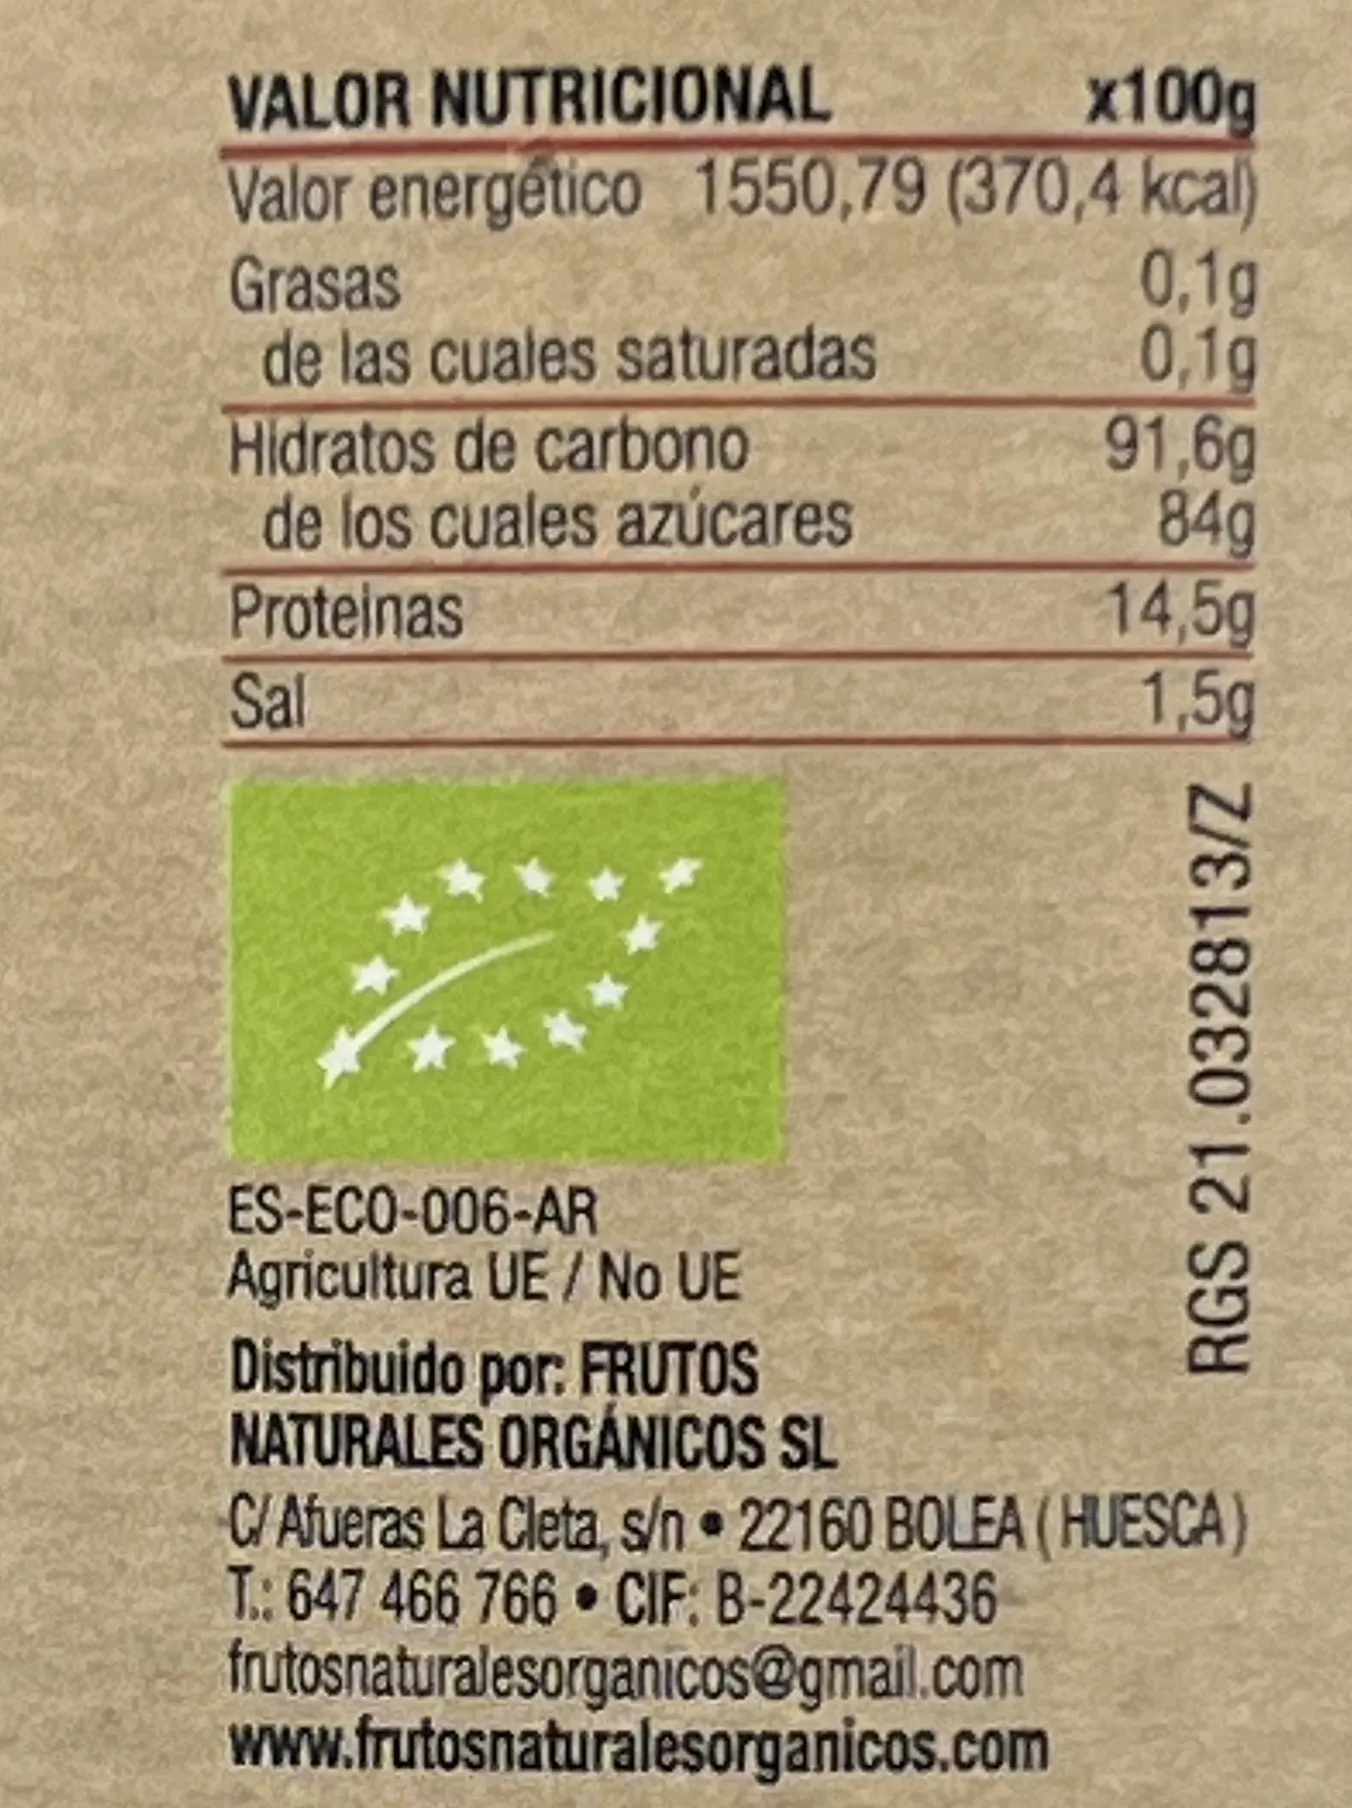 VALOR NUTRICIONAL x100g
Valor energético 1550,79 (370,4 kcal)
Grasas 0,1g
de las cuales saturadas 0,1g
Hidratos de carbono 91,6g
de los cuales azúcares 84g
Proteinas 14,5g
Sal 1,5g
RGS 21.032813/Z
ES-ECO-006-AR
Agricultura UE / No UE
Distribuido por: FRUTOS
NATURALES ORGÁNICOS SL
C/ Afueras La Cleta, s/n • 22160 BOLEA ( HUESCA )
T.: 647 466 766 • CIF: B-22424436
frutosnaturalesorganicos@gmail.com
www.frutosnaturalesorganicos.com